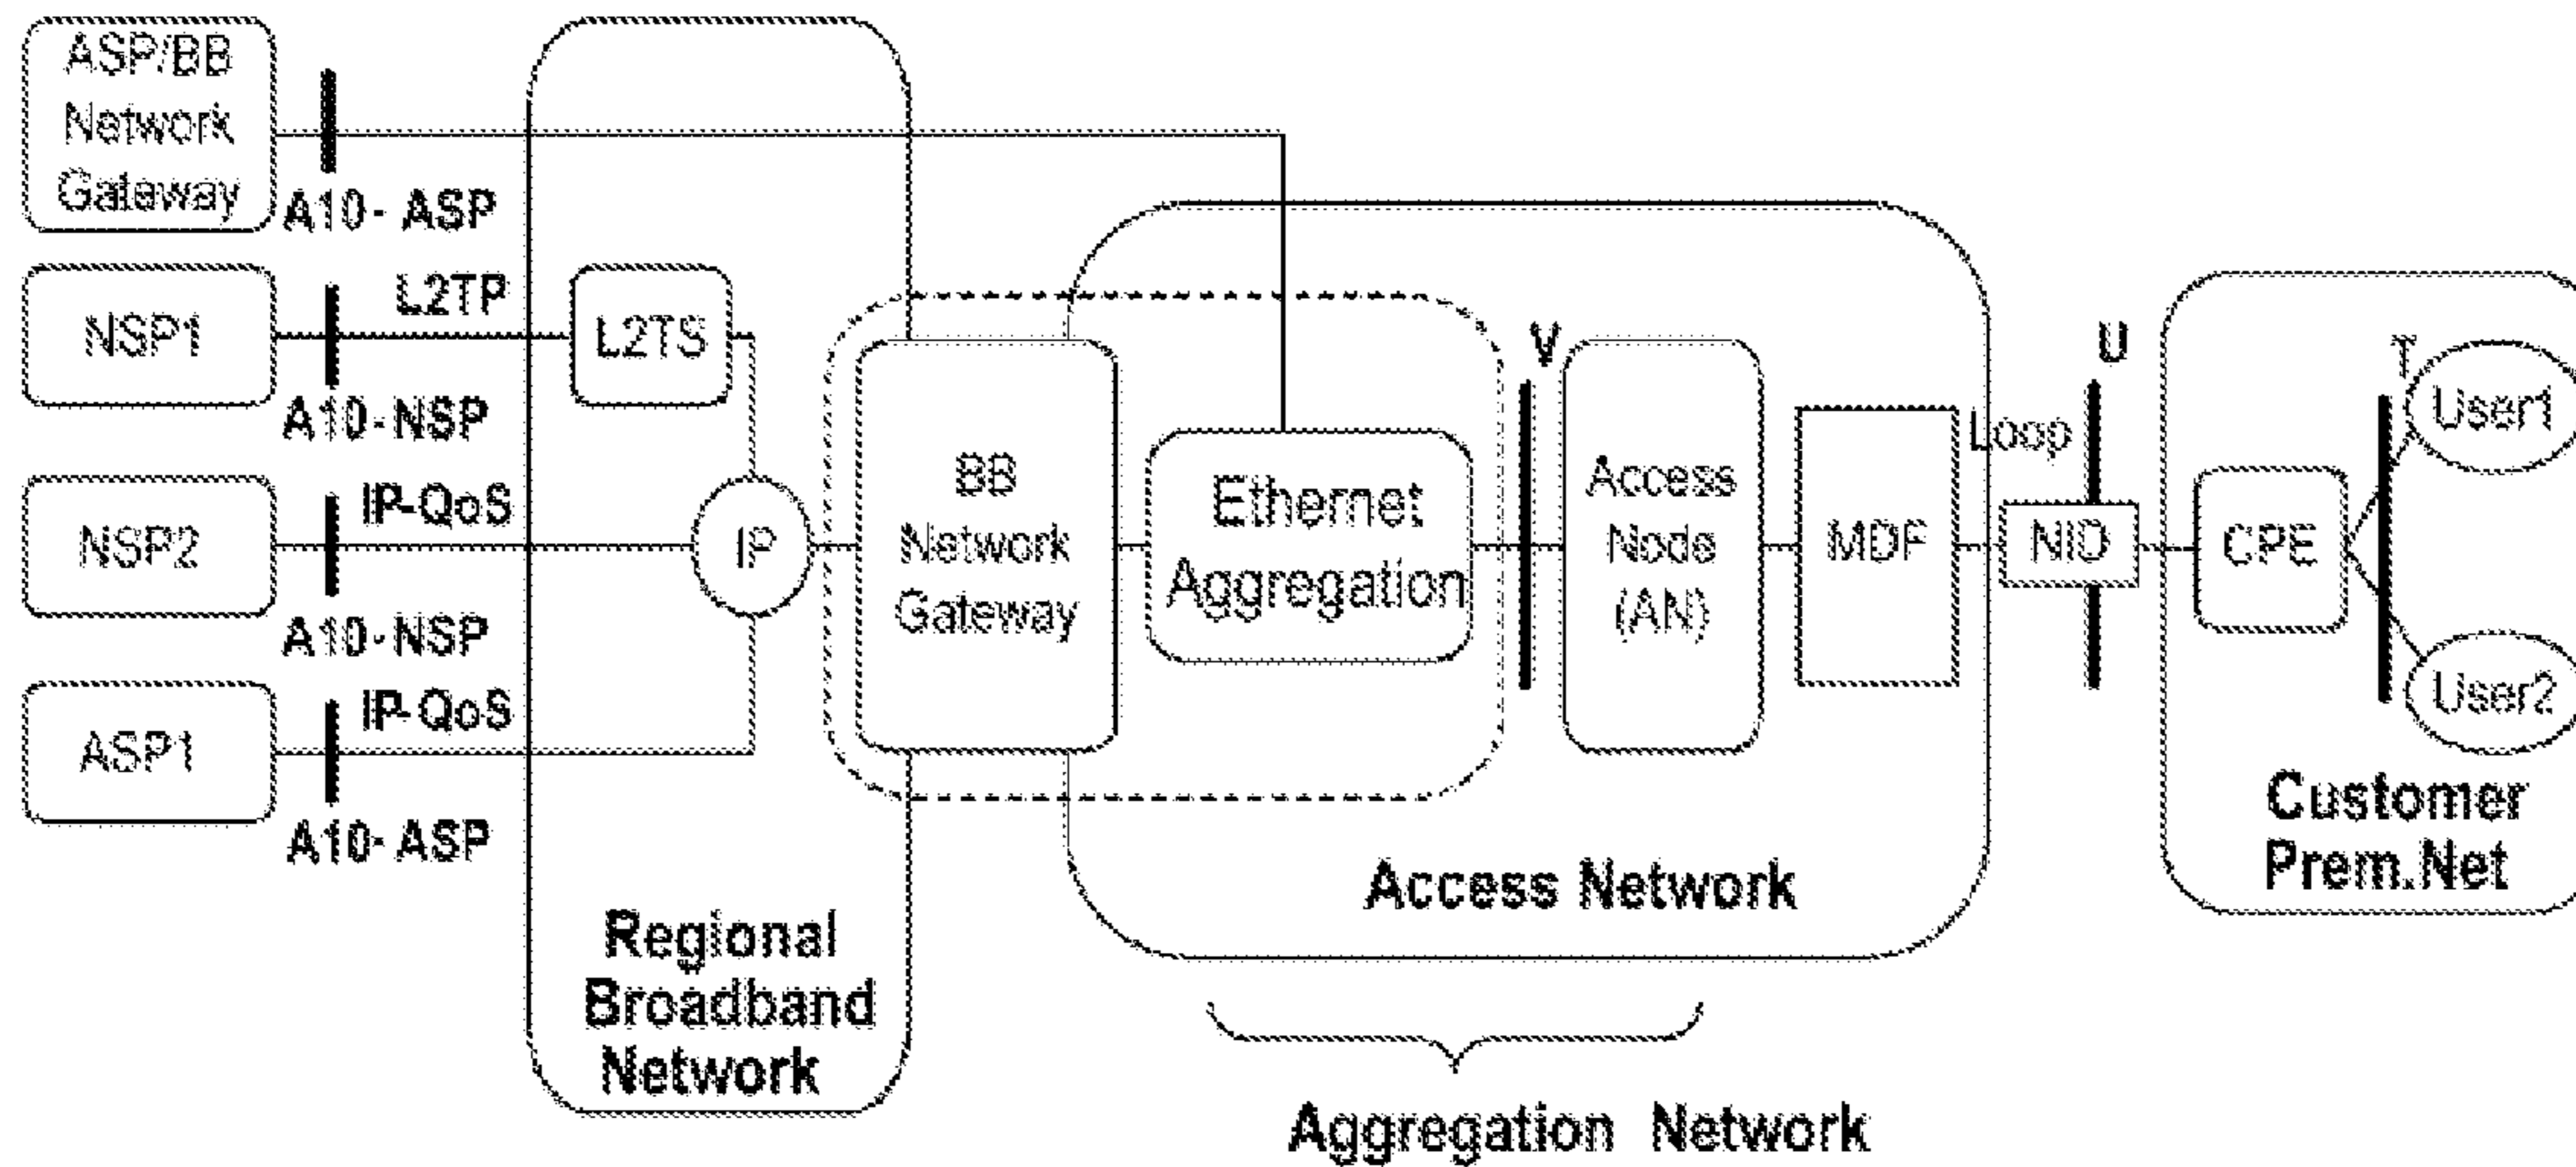 ASP/BB
Network
Gateway
A10- ASP
NSP1
L2TP
A10-NSP
L2TS
NSP2
IP-QoS
A10-NSP
IP
ASP1
IP-QoS
A10-ASP
Regional
Broadband
Network
BB
Network
Gateway
Ethernet
Aggregation
V
Access
Node
(AN)
MDF
Loop
U
NID
CPE
T
User1
User2
Customer
Prem.Net
Access Network
Aggregation Network